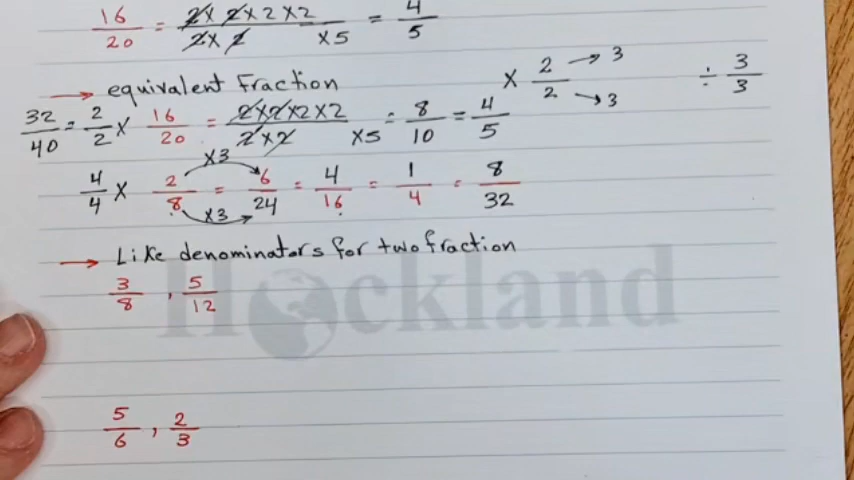 16/20 = 2×2×2×2 / 2×2 ×5 = 4/5
→ equivalent Fraction × 2/2 → 3 → 3 ÷ 3/3
32/40 = 2/2 × 16/20 = 2×2×2×2 / 2×2 ×5 = 8/10 = 4/5
×3
4/4 × 2/8 = 6/24 = 4/16 = 1/4 = 8/32
×3
→ Like denominators for two fraction
Hockland
3/8 , 5/12
5/6 , 2/3